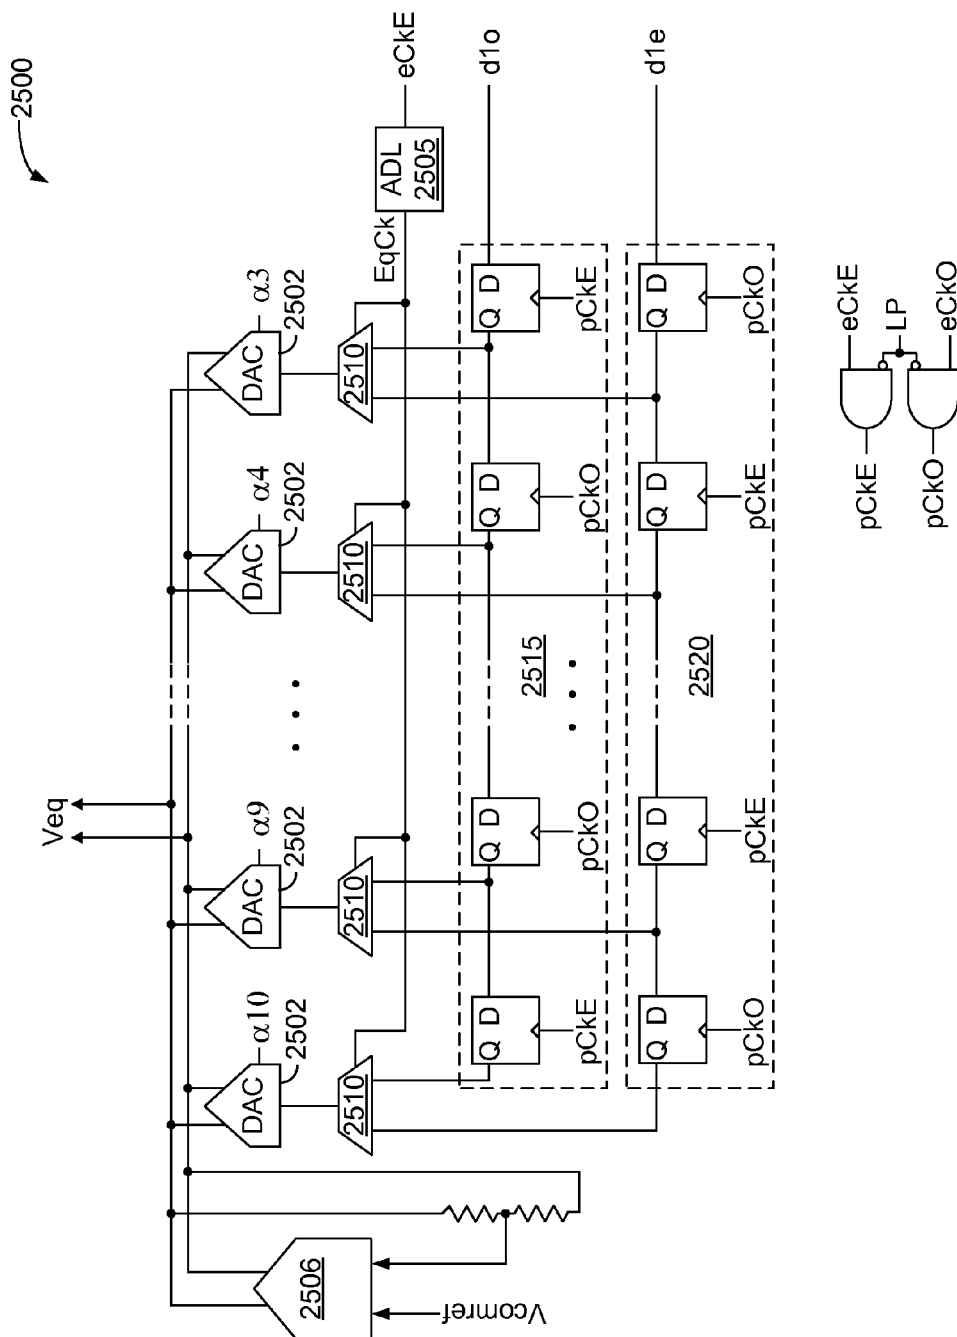 2500
Veq
DAC
α10
2502
DAC
α9
2502
DAC
α4
2502
DAC
α3
2502
2506
Vcomref
2510
2510
2510
2510
EqCk
ADL
2505
eCkE
Q D
pCkE
Q D
pCkO
2515
Q D
pCkO
Q D
pCkE
d1o
Q D
pCkO
Q D
pCkE
2520
Q D
pCkE
Q D
pCkO
d1e
pCkE
eCkE
LP
pCkO
eCkO